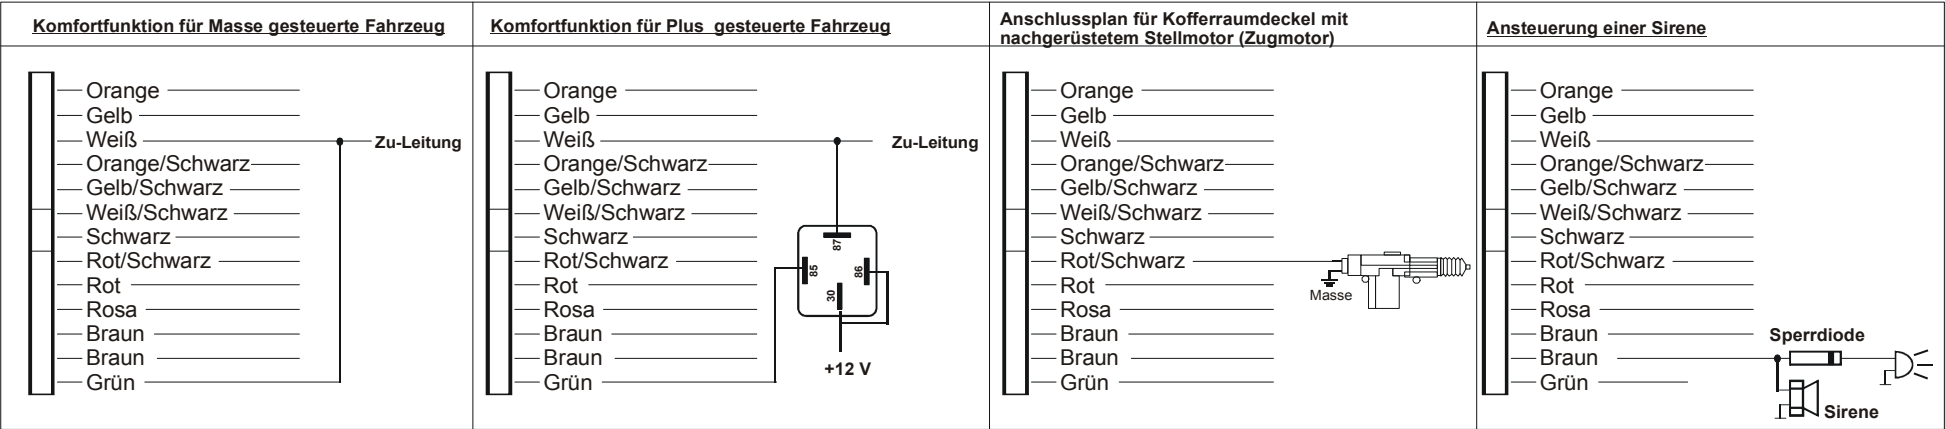 Komfortfunktion für Masse gesteuerte Fahrzeug
Orange
Gelb
Weiß
Zu-Leitung
Orange/Schwarz
Gelb/Schwarz
Weiß/Schwarz
Schwarz
Rot/Schwarz
Rot
Rosa
Braun
Braun
Grün
Komfortfunktion für Plus gesteuerte Fahrzeug
Orange
Gelb
Weiß
Zu-Leitung
Orange/Schwarz
Gelb/Schwarz
Weiß/Schwarz
Schwarz
Rot/Schwarz
Rot
Rosa
Braun
Braun
Grün
87
85
86
30
+12 V
Anschlussplan für Kofferraumdeckel mit
nachgerüstetem Stellmotor (Zugmotor)
Orange
Gelb
Weiß
Orange/Schwarz
Gelb/Schwarz
Weiß/Schwarz
Schwarz
Rot/Schwarz
Rot
Rosa
Braun
Braun
Grün
Masse
Ansteuerung einer Sirene
Orange
Gelb
Weiß
Orange/Schwarz
Gelb/Schwarz
Weiß/Schwarz
Schwarz
Rot/Schwarz
Rot
Rosa
Braun
Braun
Grün
Sperrdiode
Sirene